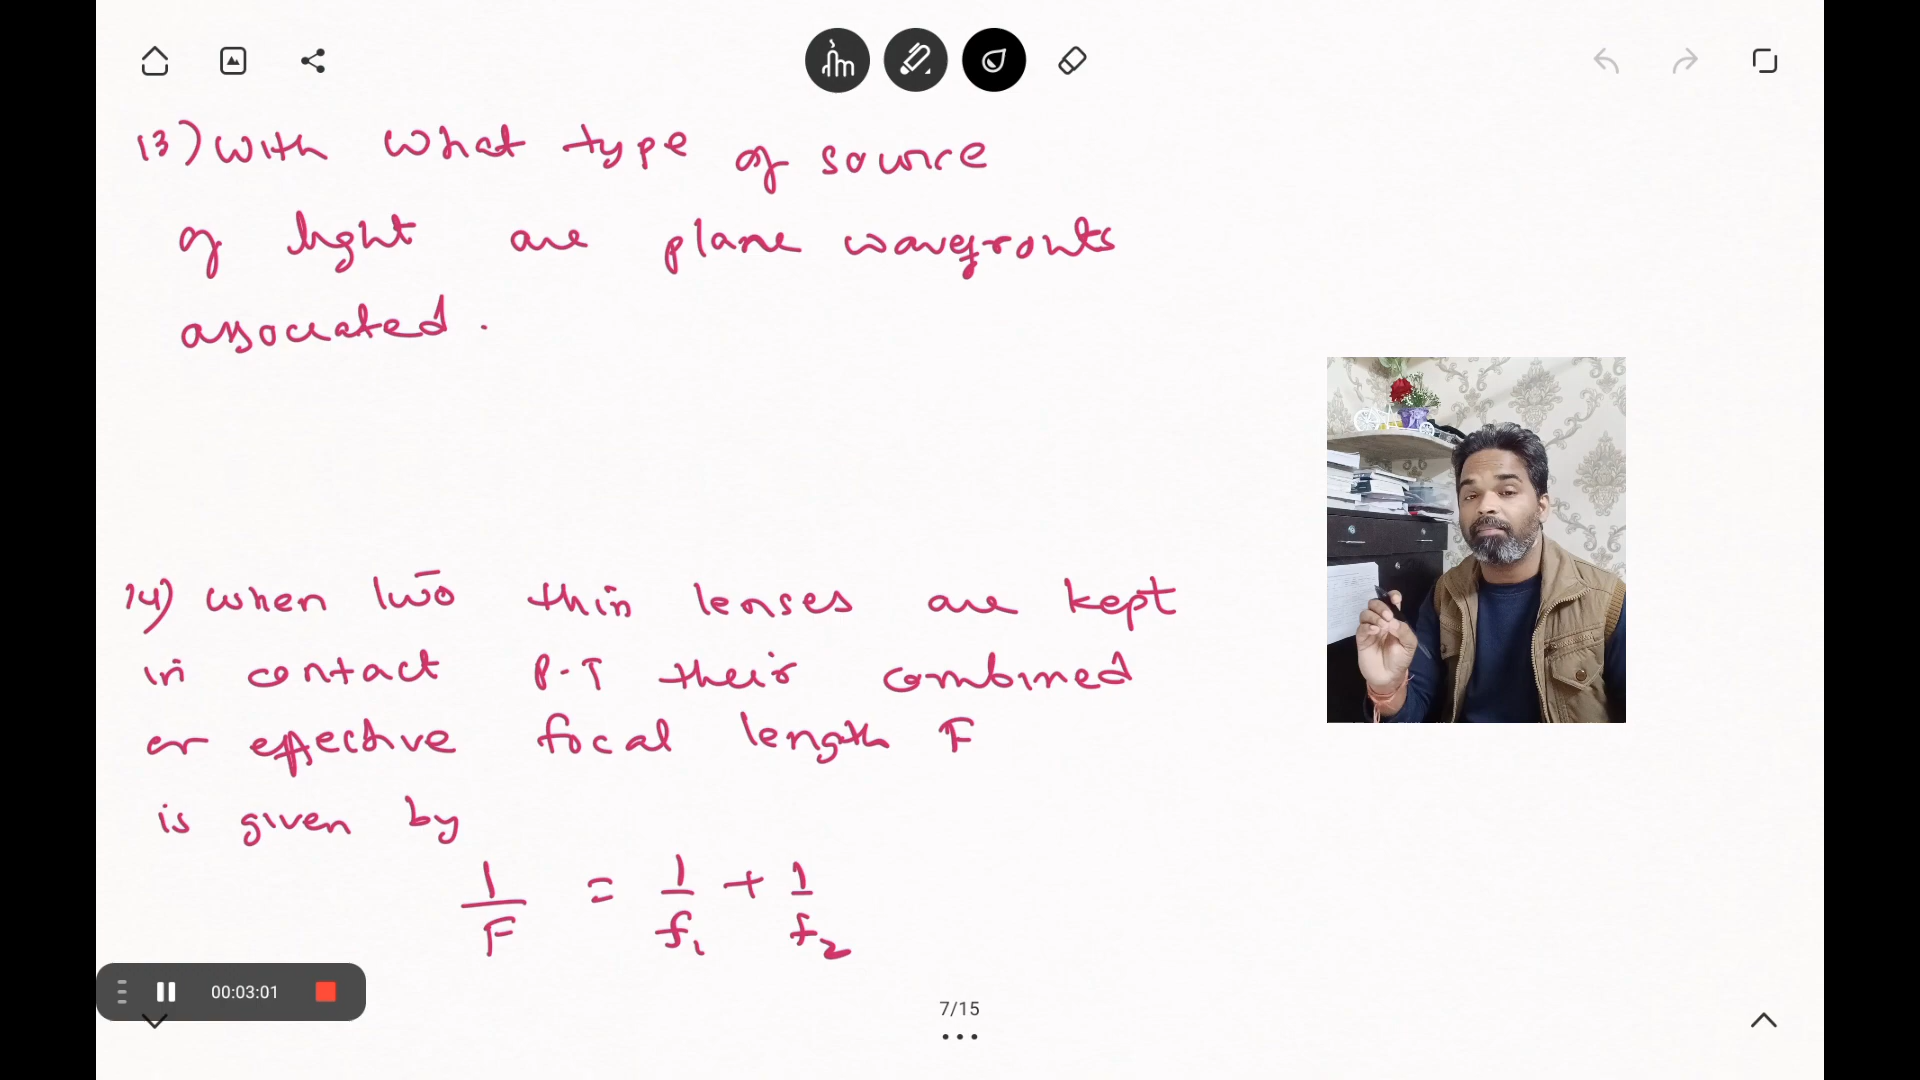 13) with what type of source
of light are plane wavefronts
associated.
14) when two thin lenses are kept
in contact P.T their combined
or effective focal length F
is given by
1/F = 1/f₁ + 1/f₂
00:03:01
7/15